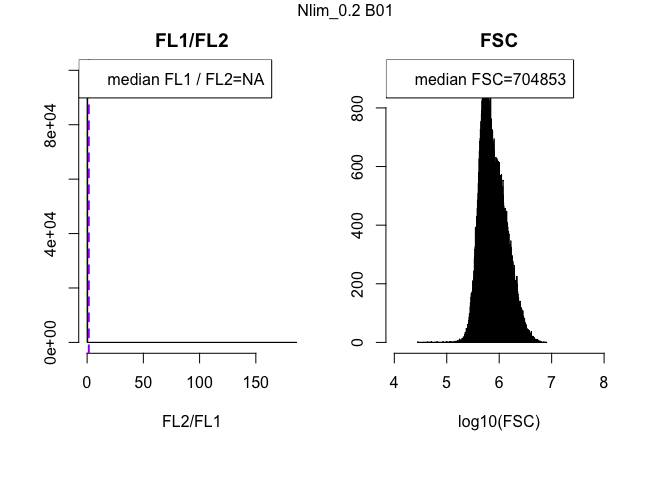 Nlim_0.2 B01
FL1/FL2
median FL1 / FL2=NA
0e+00
4e+04
8e+04
0
50
100
150
FL2/FL1
FSC
median FSC=704853
0
200
400
600
800
4
5
6
7
8
log10(FSC)